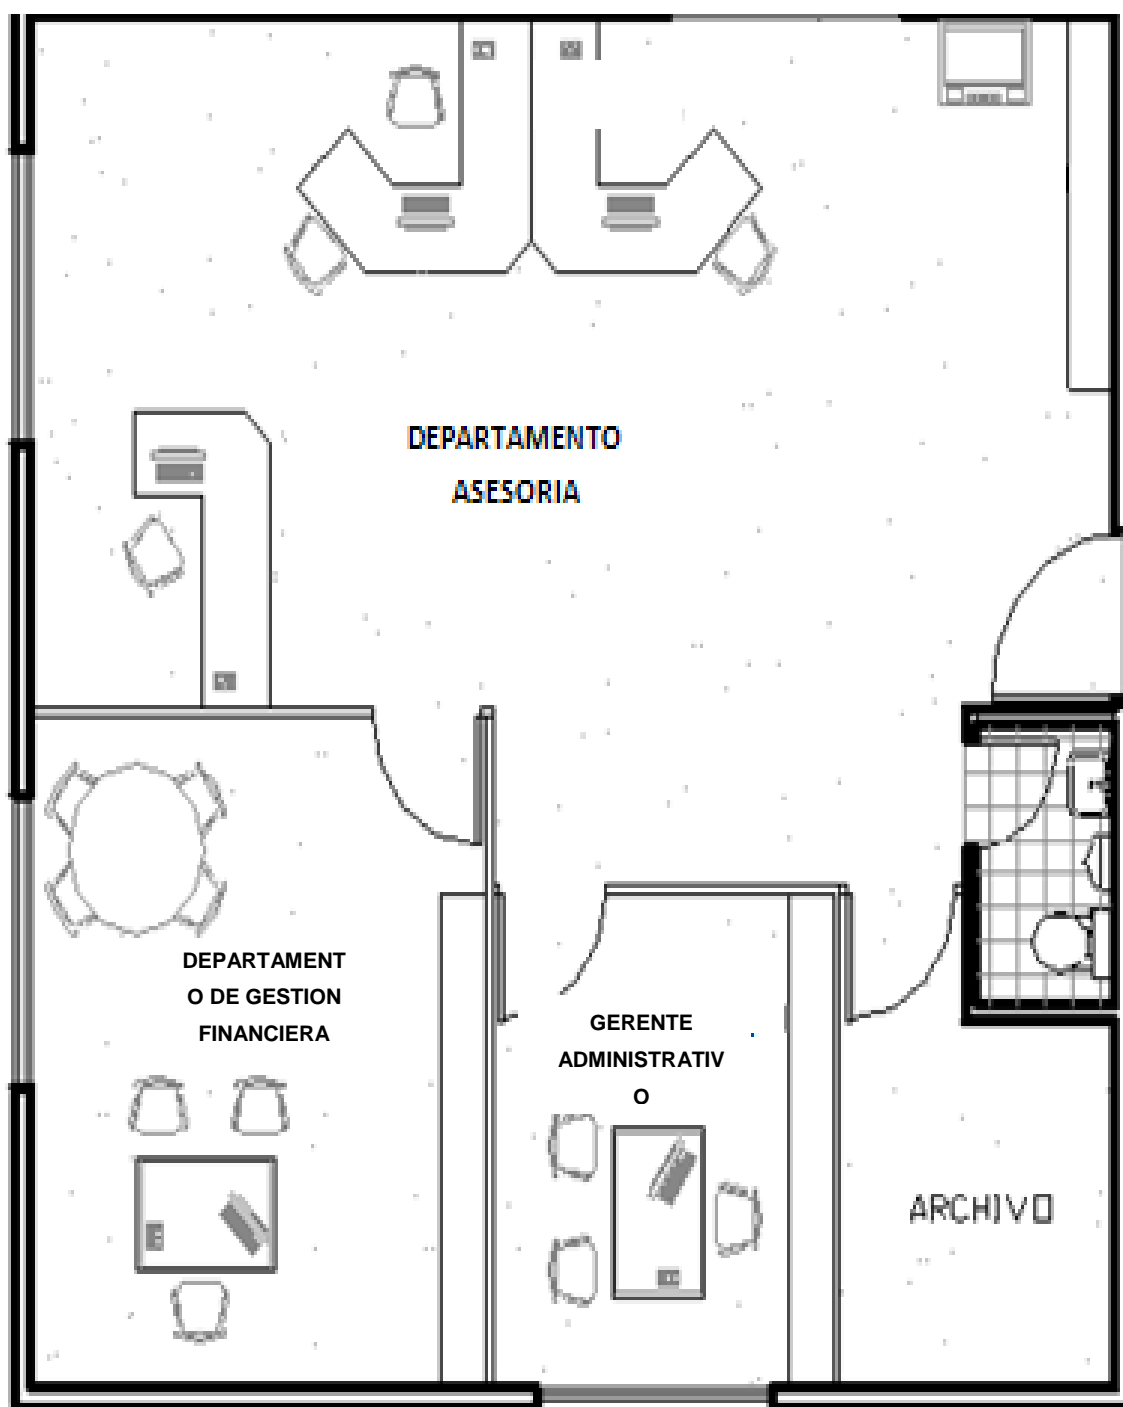 DEPARTAMENTO
ASESORIA
DEPARTAMENT
O DE GESTION
FINANCIERA
GERENTE
ADMINISTRATIV
O
ARCHIVO